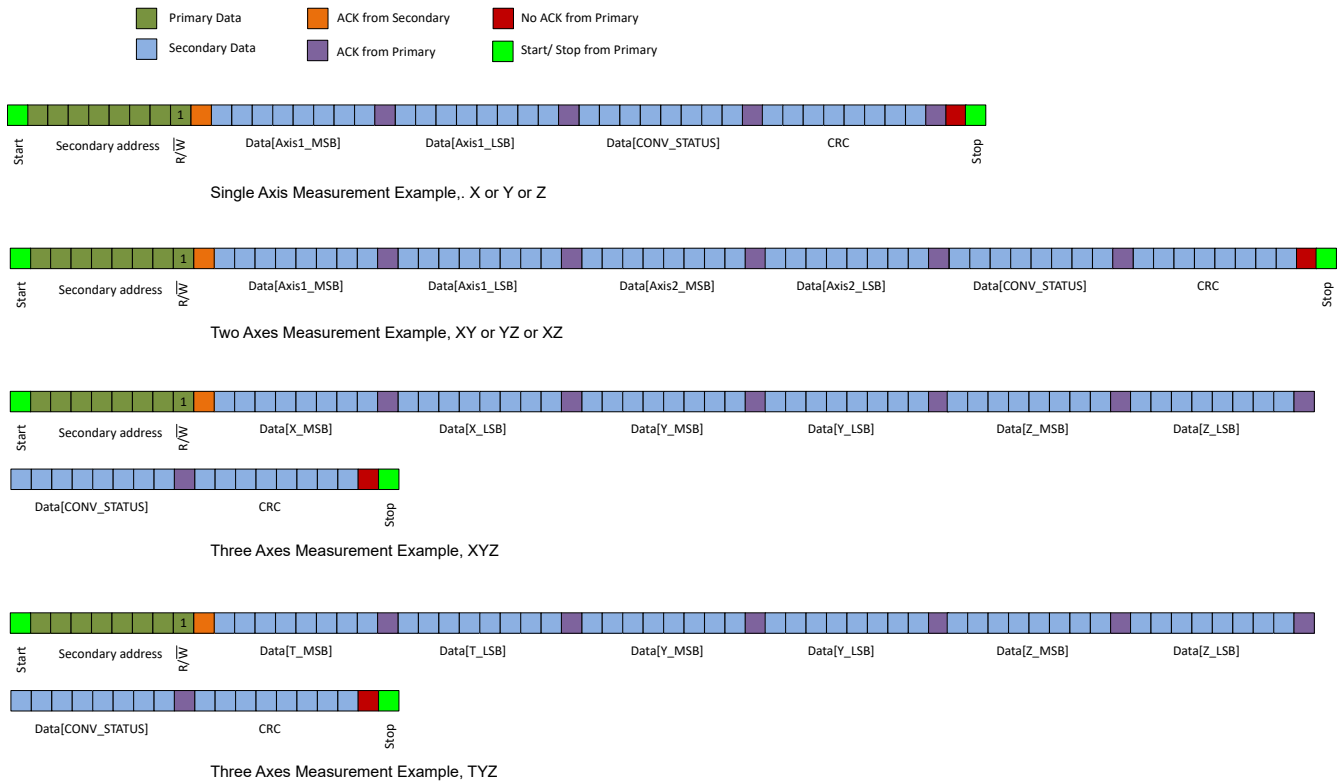 Primary Data ACK from Secondary No ACK from Primary
Secondary Data ACK from Primary Start/ Stop from Primary
1
Start Secondary address R/W Data[Axis1_MSB] Data[Axis1_LSB] Data[CONV_STATUS] CRC Stop
Single Axis Measurement Example,. X or Y or Z
1
Start Secondary address R/W Data[Axis1_MSB] Data[Axis1_LSB] Data[Axis2_MSB] Data[Axis2_LSB] Data[CONV_STATUS] CRC Stop
Two Axes Measurement Example, XY or YZ or XZ
1
Start Secondary address R/W Data[X_MSB] Data[X_LSB] Data[Y_MSB] Data[Y_LSB] Data[Z_MSB] Data[Z_LSB]
Data[CONV_STATUS] CRC Stop
Three Axes Measurement Example, XYZ
1
Start Secondary address R/W Data[T_MSB] Data[T_LSB] Data[Y_MSB] Data[Y_LSB] Data[Z_MSB] Data[Z_LSB]
Data[CONV_STATUS] CRC Stop
Three Axes Measurement Example, TYZ